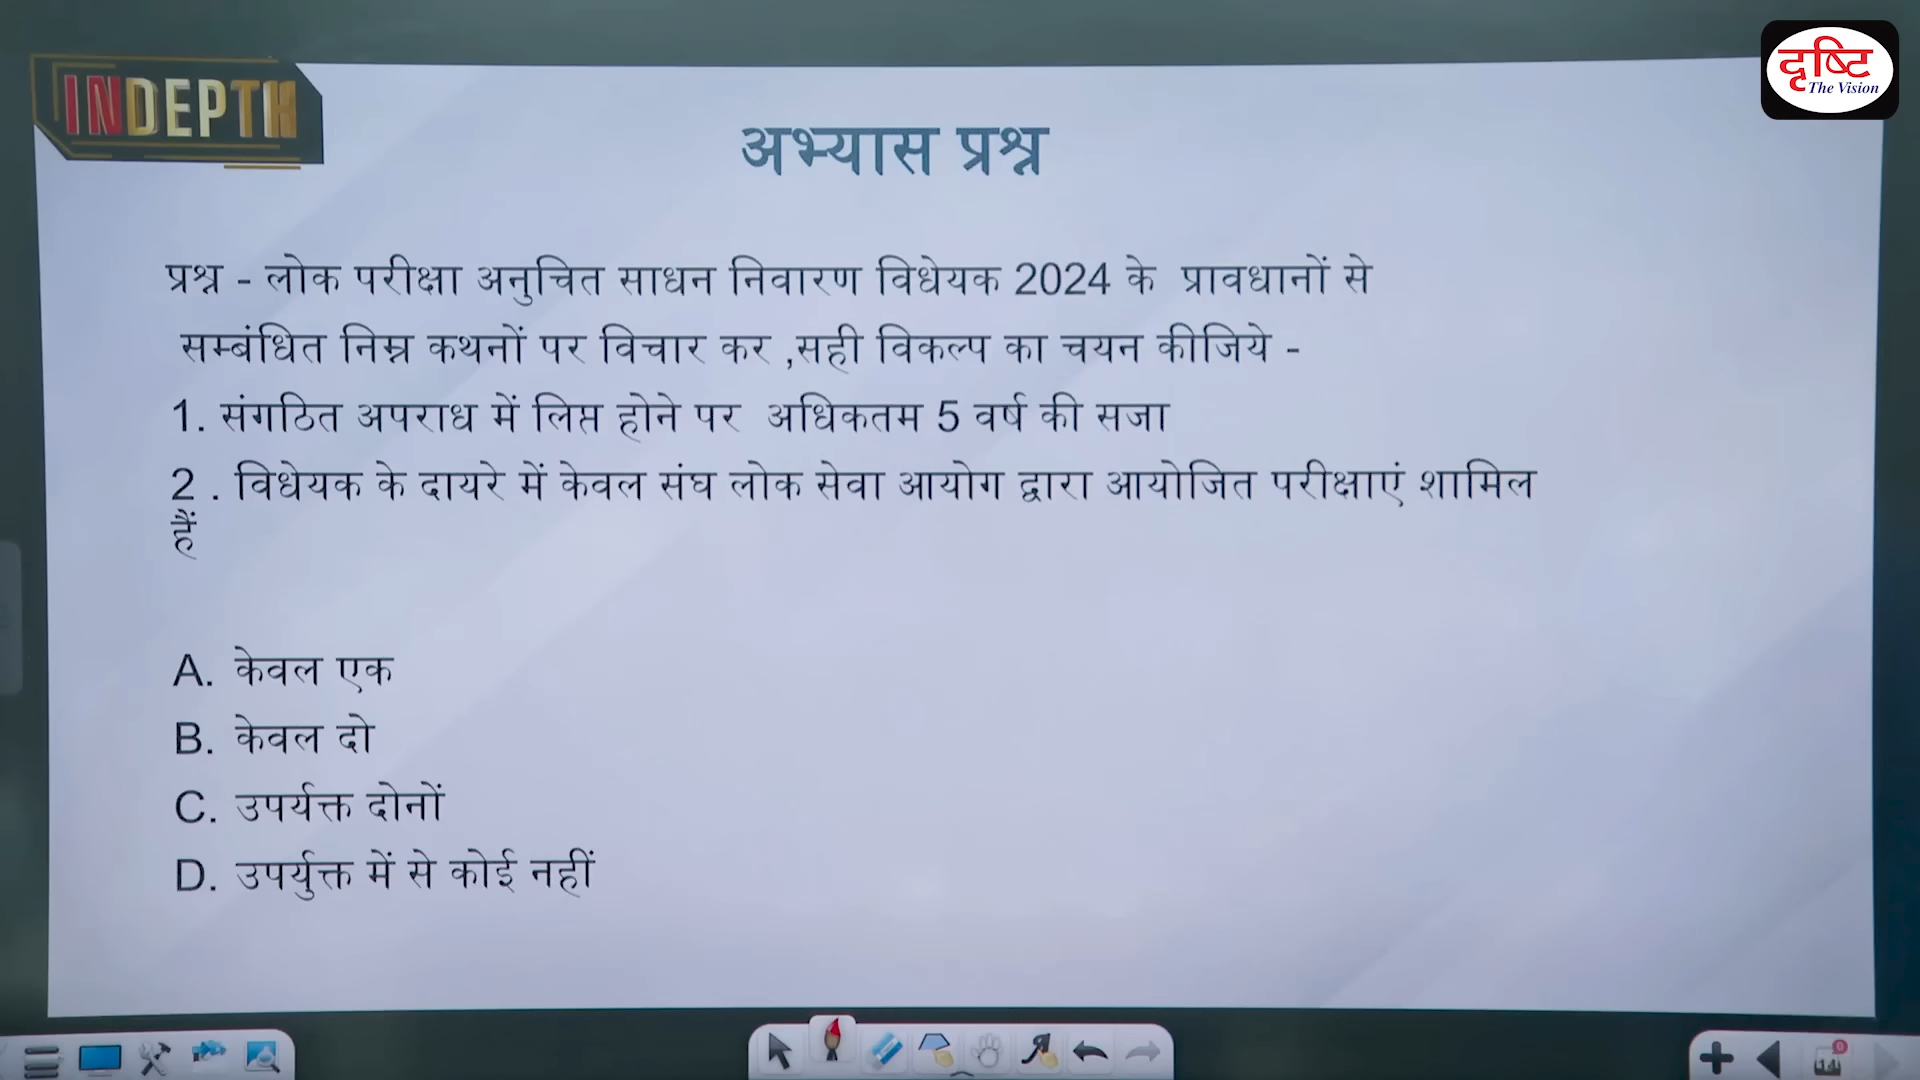 INDEPTH
दृष्टि
The Vision
अभ्यास प्रश्न
प्रश्न - लोक परीक्षा अनुचित साधन निवारण विधेयक 2024 के प्रावधानों से
सम्बंधित निम्न कथनों पर विचार कर ,सही विकल्प का चयन कीजिये -
1. संगठित अपराध में लिप्त होने पर अधिकतम 5 वर्ष की सजा
2 . विधेयक के दायरे में केवल संघ लोक सेवा आयोग द्वारा आयोजित परीक्षाएं शामिल
हैं
A. केवल एक
B. केवल दो
C. उपर्यक्त दोनों
D. उपर्युक्त में से कोई नहीं
14
0